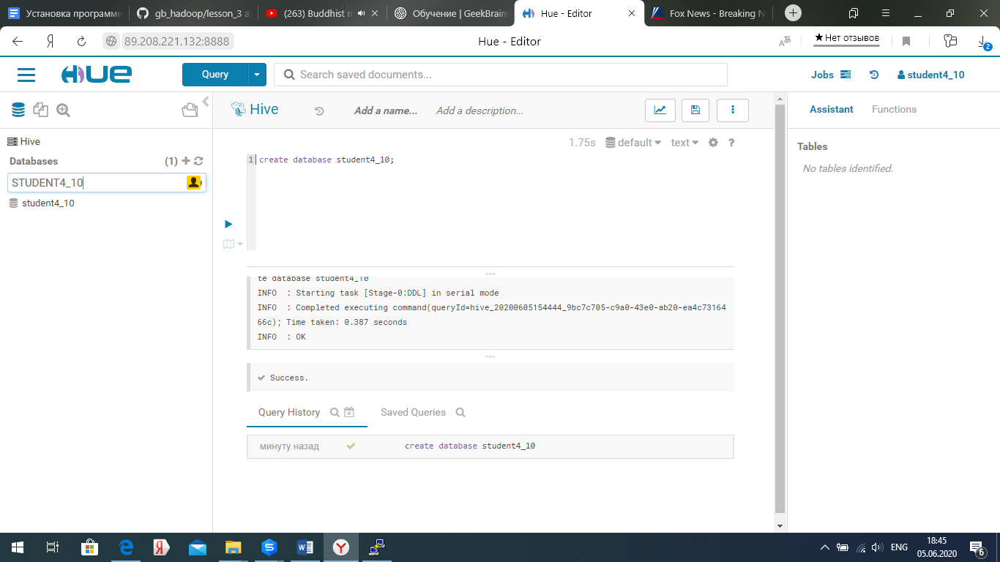 Установка программн
gb_hadoop/lesson_3 at
(263) Buddhist m
Обучение | GeekBrains
Hue - Editor
Fox News - Breaking N
Я
89.208.221.132:8888
Hue - Editor
★ Нет отзывов
2
HUE
Query
Search saved documents...
Jobs
student4_10
Hive
Add a name...
Add a description...
Assistant
Functions
Hive
1.75s
default
text
?
Tables
Databases
(1)
1
create database student4_10;
No tables identified.
STUDENT4_10
student4_10
te database student4_10
INFO  : Starting task [Stage-0:DDL] in serial mode
INFO  : Completed executing command(queryId=hive_20200605154444_9bc7c705-c9a0-43e0-ab20-ea4c73164
66c); Time taken: 0.387 seconds
INFO  : OK
Success.
Query History
Saved Queries
минуту назад
create database student4_10
ENG
18:45
05.06.2020
6